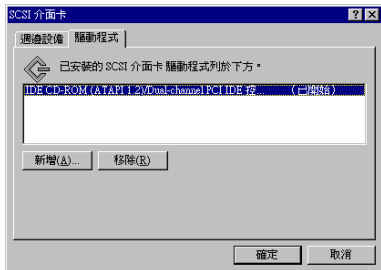 SCSI 介面卡
週邊設備 驅動程式
已安裝的 SCSI 介面卡 驅動程式列於下方。
IDE CD-ROM (ATAPI 1.2)/Dual-channel PCI IDE 控... (已開始)
新增(A)... 移除(R)
確定 取消